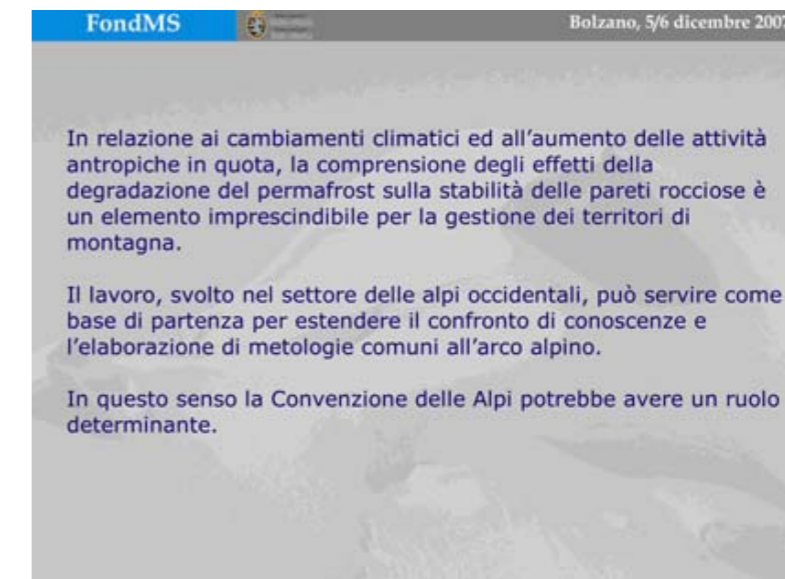 FondMS
Bolzano, 5/6 dicembre 2007
In relazione ai cambiamenti climatici ed all'aumento delle attività
antropiche in quota, la comprensione degli effetti della
degradazione del permafrost sulla stabilità delle pareti rocciose è
un elemento imprescindibile per la gestione dei territori di
montagna.
Il lavoro, svolto nel settore delle alpi occidentali, può servire come
base di partenza per estendere il confronto di conoscenze e
l'elaborazione di metologie comuni all'arco alpino.
In questo senso la Convenzione delle Alpi potrebbe avere un ruolo
determinante.